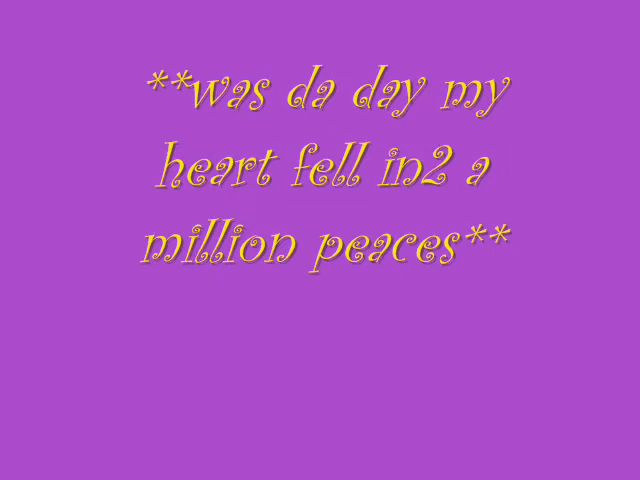 **was da day my
heart fell in2 a
million peaces**